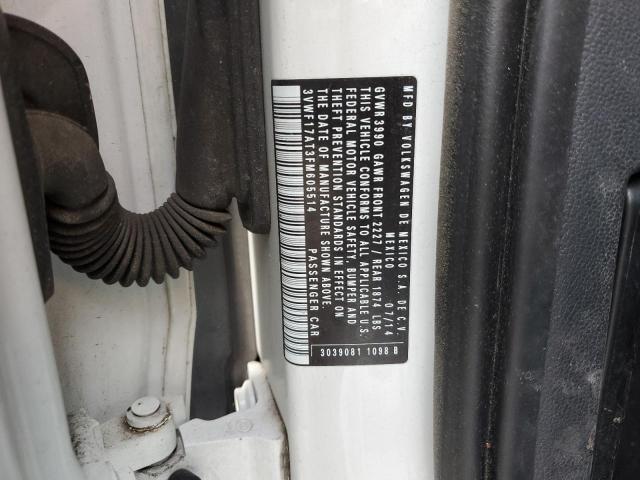 MFD BY VOLKSWAGEN DE MEXICO S.A. DE C.V.
MEXICO 07/14
GVWR 3990 GAWR FRONT 2227 / REAR 1874 LBS
THIS VEHICLE CONFORMS TO ALL APPLICABLE U.S.
FEDERAL MOTOR VEHICLE SAFETY, BUMPER AND
THEFT PREVENTION STANDARDS IN EFFECT ON
THE DATE OF MANUFACTURE SHOWN ABOVE.
3VWF17AT3FM605514 PASSENGER CAR
3039081 1098 B